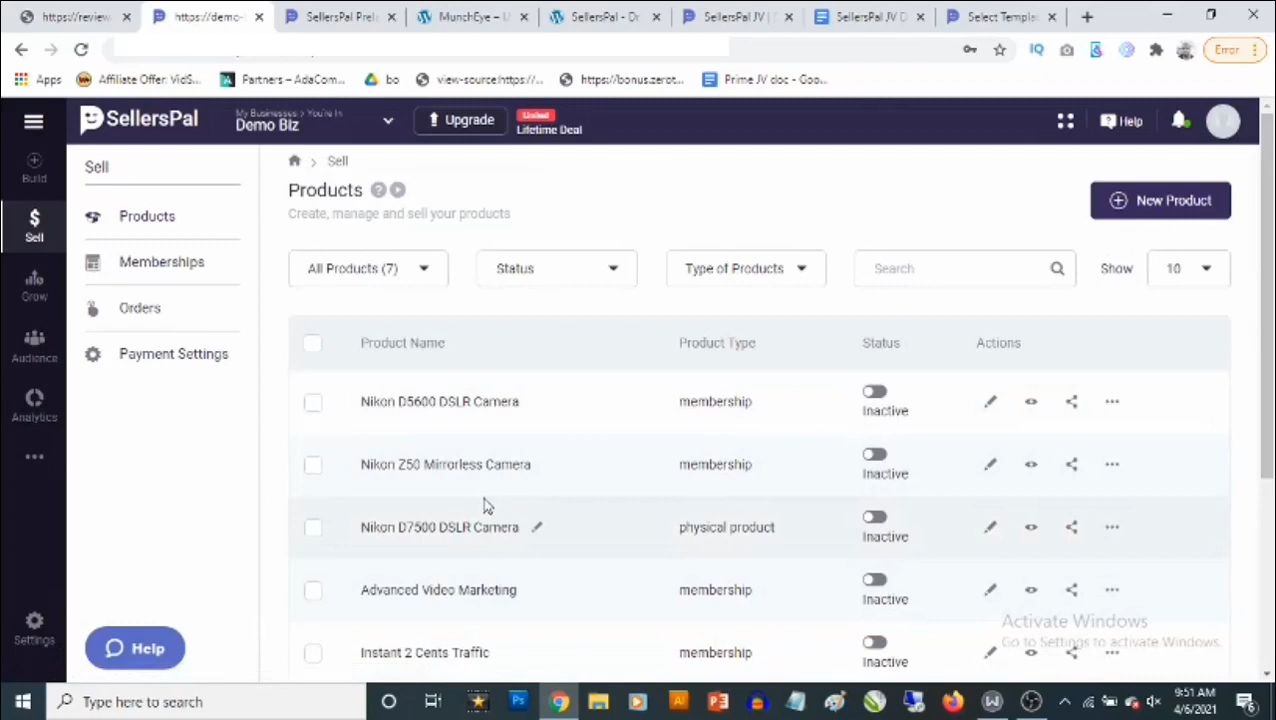 https://review.
https://demo-
SellersPal Prel
MunchEye – L
SellersPal - Dr
SellersPal JV |
SellersPal JV D
Select Templat
Error
Apps
Affiliate Offer: VidS...
Partners – AdaCom...
bo
view-source:https://...
https://bonus.zerot...
Prime JV doc - Goo...
SellersPal
My Businesses > You're In
Demo Biz
Upgrade
Limited
Lifetime Deal
Help
Build
Sell
Grow
Audience
Analytics
Settings
Sell
Products
Memberships
Orders
Payment Settings
Help
> Sell
Products
Create, manage and sell your products
New Product
All Products (7)
Status
Type of Products
Search
Show
10
Product Name Product Type Status Actions
Nikon D5600 DSLR Camera membership Inactive
Nikon Z50 Mirrorless Camera membership Inactive
Nikon D7500 DSLR Camera physical product Inactive
Advanced Video Marketing membership Inactive
Instant 2 Cents Traffic membership Inactive
Activate Windows
Go to Settings to activate Windows.
Type here to search
9:51 AM
4/6/2021